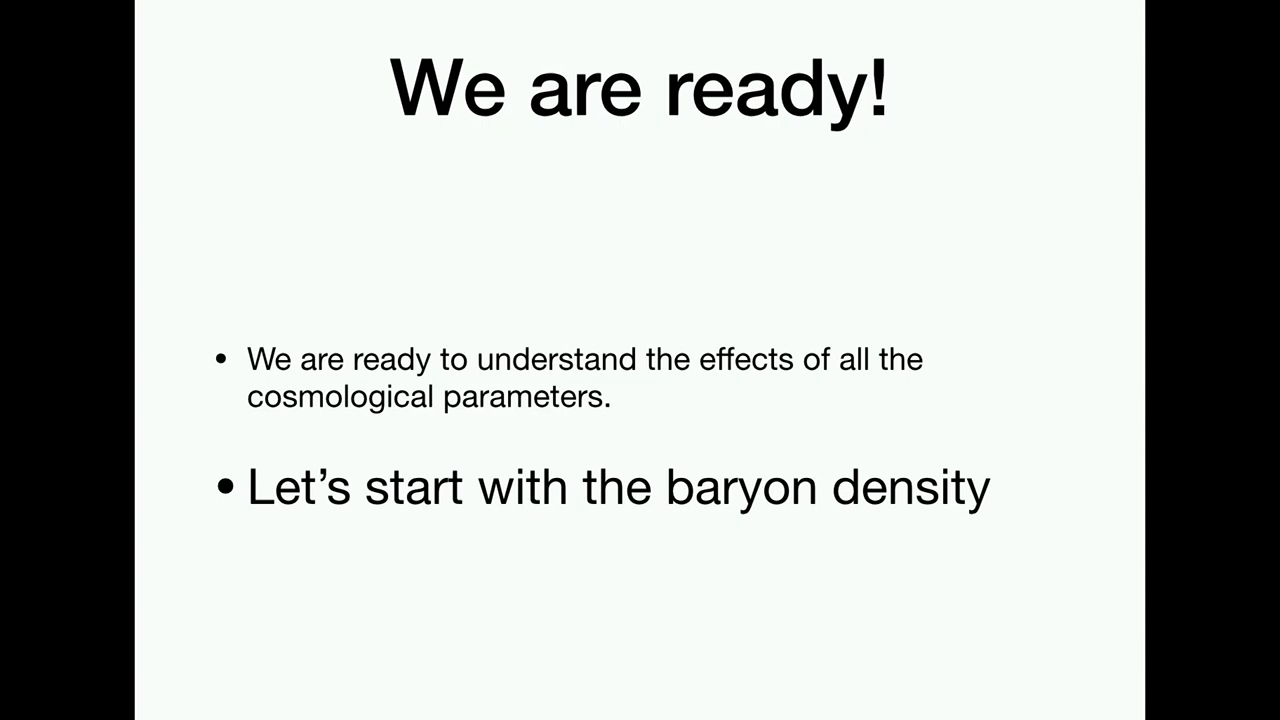 We are ready!
• We are ready to understand the effects of all the
cosmological parameters.
• Let’s start with the baryon density